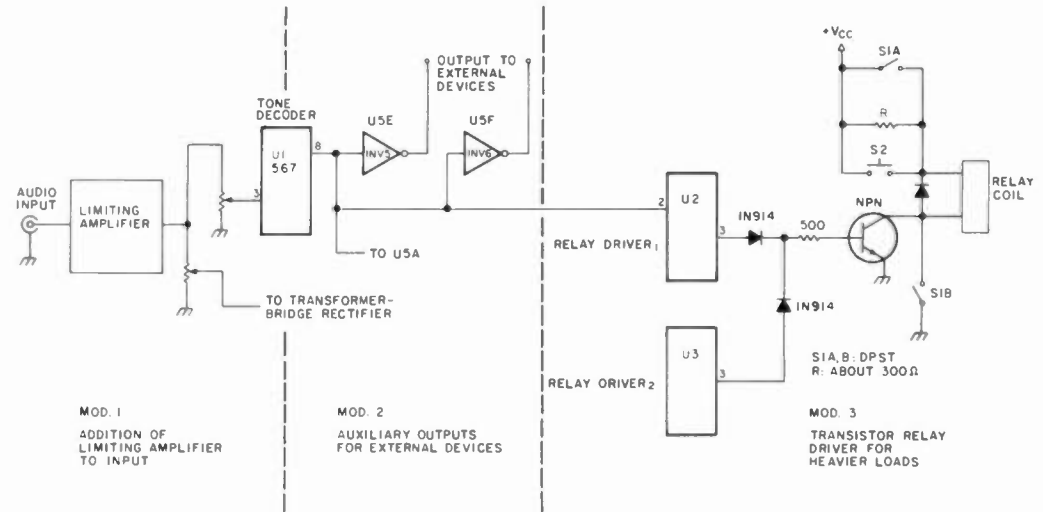 AUDIO
INPUT
LIMITING
AMPLIFIER
TO TRANSFORMER-
BRIDGE RECTIFIER
MOD. 1
ADDITION OF
LIMITING AMPLIFIER
TO INPUT
TONE
DECODER
U1
567
3
8
U5E
INV5
U5F
INV6
OUTPUT TO
EXTERNAL
DEVICES
TO U5A
MOD. 2
AUXILIARY OUTPUTS
FOR EXTERNAL DEVICES
RELAY DRIVER1
2
U2
3
1N914
500
NPN
RELAY ORIVER2
U3
3
1N914
+VCC
S1A
R
S2
RELAY
COIL
S1B
S1A,B: DPST
R: ABOUT 300Ω
MOD. 3
TRANSISTOR RELAY
DRIVER FOR
HEAVIER LOADS